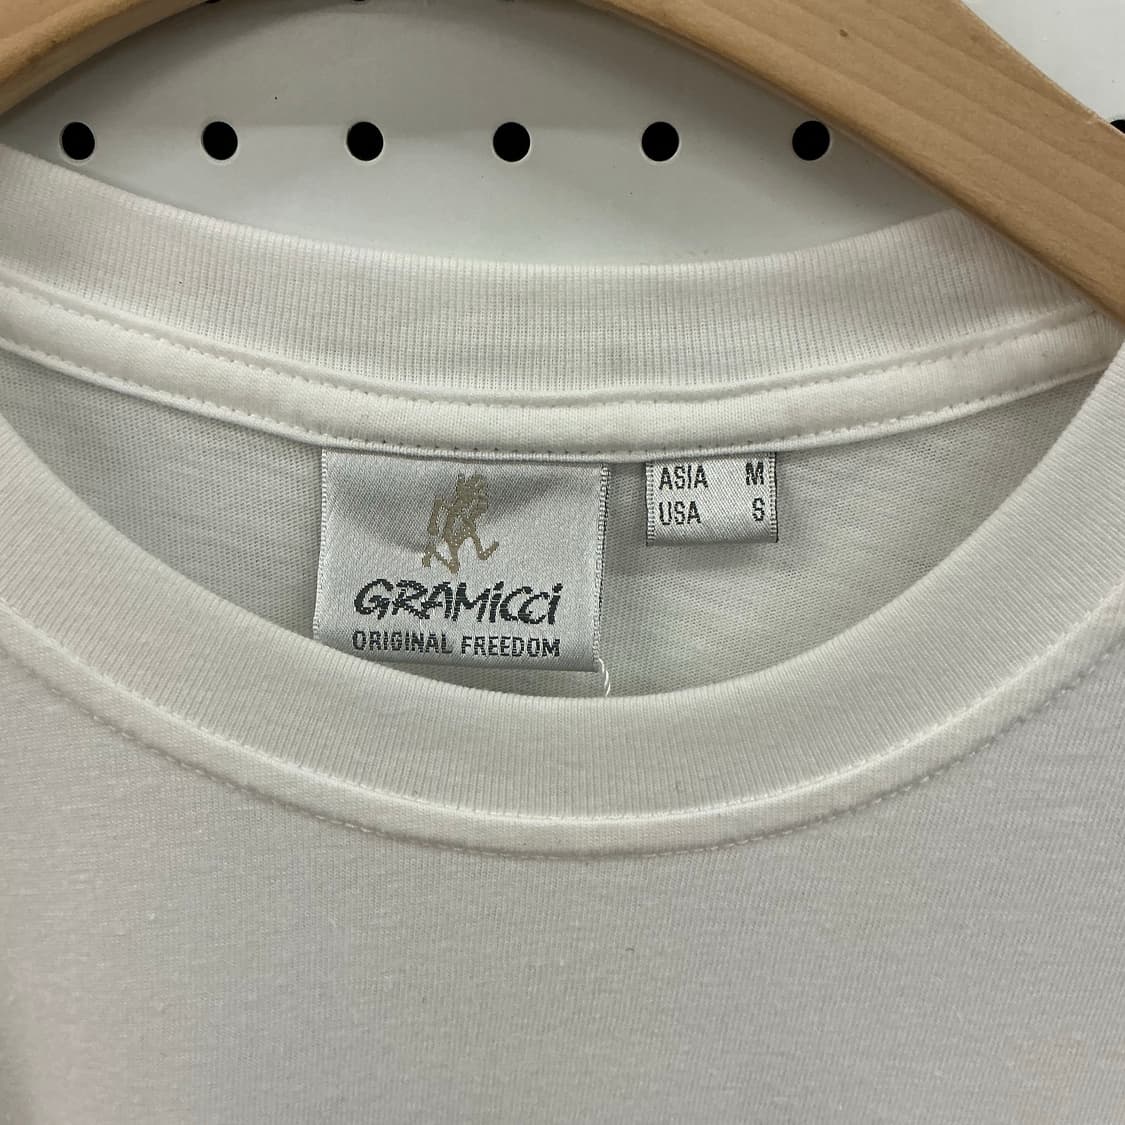 GRAMiCCi
ORIGINAL FREEDOM
ASIA M
USA S